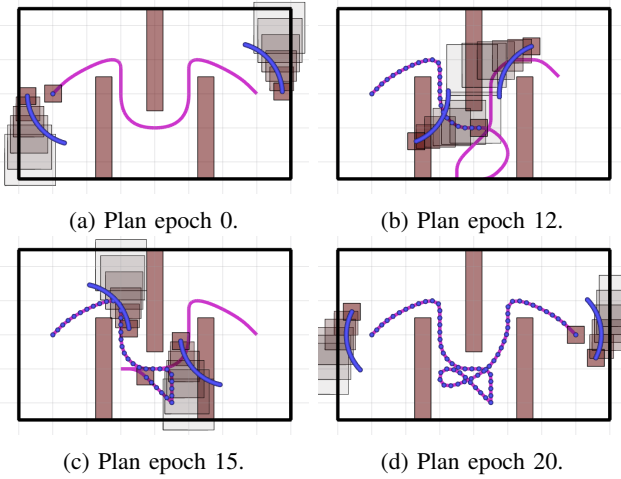 (a) Plan epoch 0.
(b) Plan epoch 12.
(c) Plan epoch 15.
(d) Plan epoch 20.